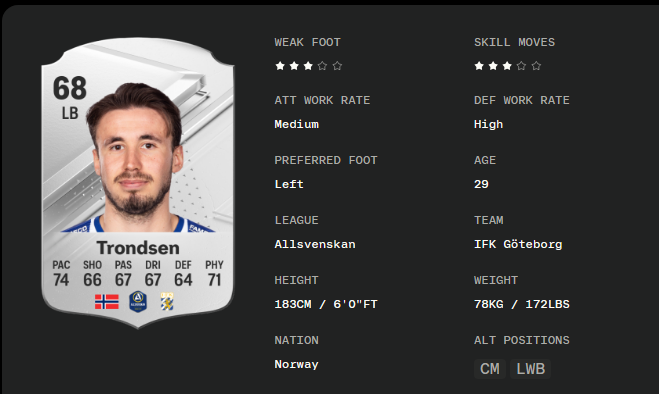 68
LB
Trondsen
PAC SHO PAS DRI DEF PHY
74 66 67 67 64 71
WEAK FOOT
SKILL MOVES
ATT WORK RATE
Medium
DEF WORK RATE
High
PREFERRED FOOT
Left
AGE
29
LEAGUE
Allsvenskan
TEAM
IFK Göteborg
HEIGHT
183CM / 6'0"FT
WEIGHT
78KG / 172LBS
NATION
Norway
ALT POSITIONS
CM LWB